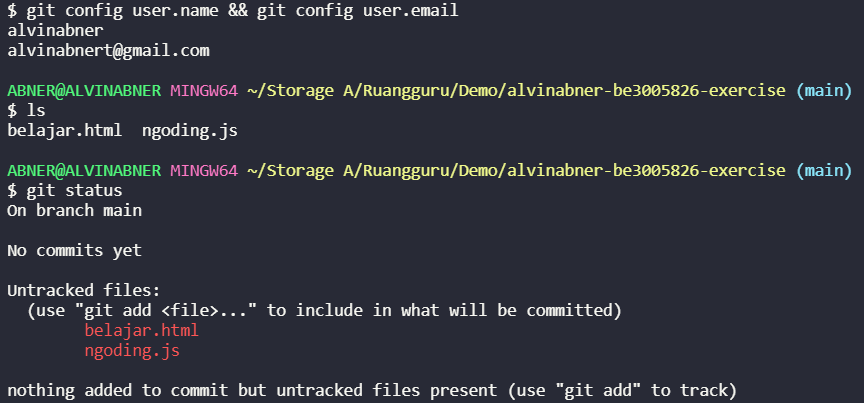 $ git config user.name && git config user.email
alvinabner
alvinabnert@gmail.com
ABNER@ALVINABNER MINGW64 ~/Storage A/Ruangguru/Demo/alvinabner-be3005826-exercise (main)
$ ls
belajar.html  ngoding.js
ABNER@ALVINABNER MINGW64 ~/Storage A/Ruangguru/Demo/alvinabner-be3005826-exercise (main)
$ git status
On branch main
No commits yet
Untracked files:
  (use "git add <file>..." to include in what will be committed)
        belajar.html
        ngoding.js
nothing added to commit but untracked files present (use "git add" to track)